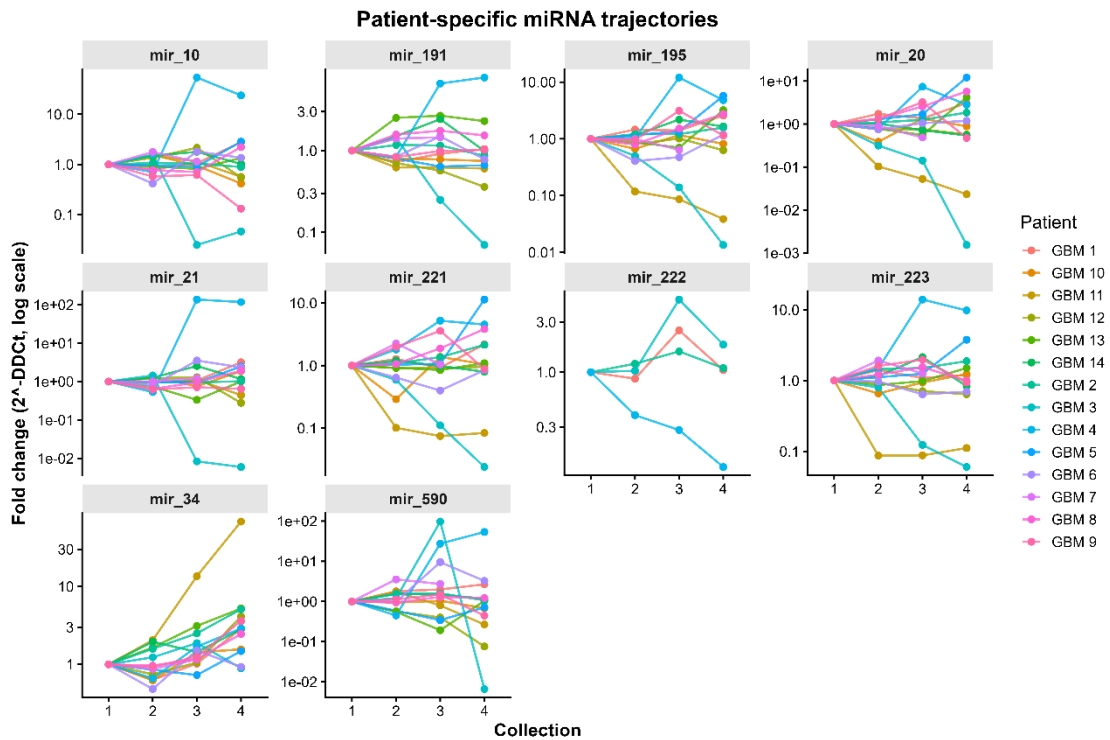 Patient-specific miRNA trajectories
Fold change (2^-DDCt, log scale)
mir_10
10.0
1.0
0.1
mir_191
3.0
1.0
0.3
0.1
mir_195
10.00
1.00
0.10
0.01
mir_20
1e+01
1e+00
1e-01
1e-02
1e-03
mir_21
1e+02
1e+01
1e+00
1e-01
1e-02
mir_221
10.0
1.0
0.1
mir_222
3.0
1.0
0.3
1 2 3 4
mir_223
10.0
1.0
0.1
1 2 3 4
mir_34
30
10
3
1
1 2 3 4
mir_590
1e+02
1e+01
1e+00
1e-01
1e-02
1 2 3 4
Collection
Patient
GBM 1
GBM 10
GBM 11
GBM 12
GBM 13
GBM 14
GBM 2
GBM 3
GBM 4
GBM 5
GBM 6
GBM 7
GBM 8
GBM 9